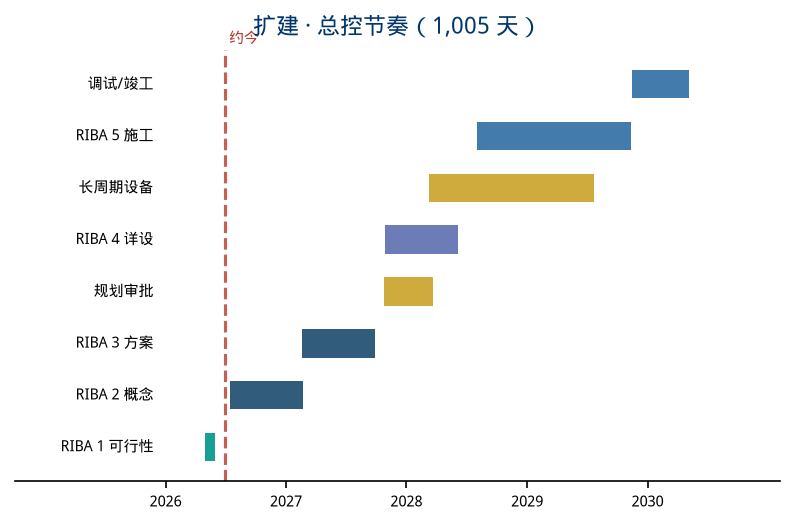 扩建 · 总控节奏（1,005 天）
约今
调试/竣工
RIBA 5 施工
长周期设备
RIBA 4 详设
规划审批
RIBA 3 方案
RIBA 2 概念
RIBA 1 可行性
2026 2027 2028 2029 2030